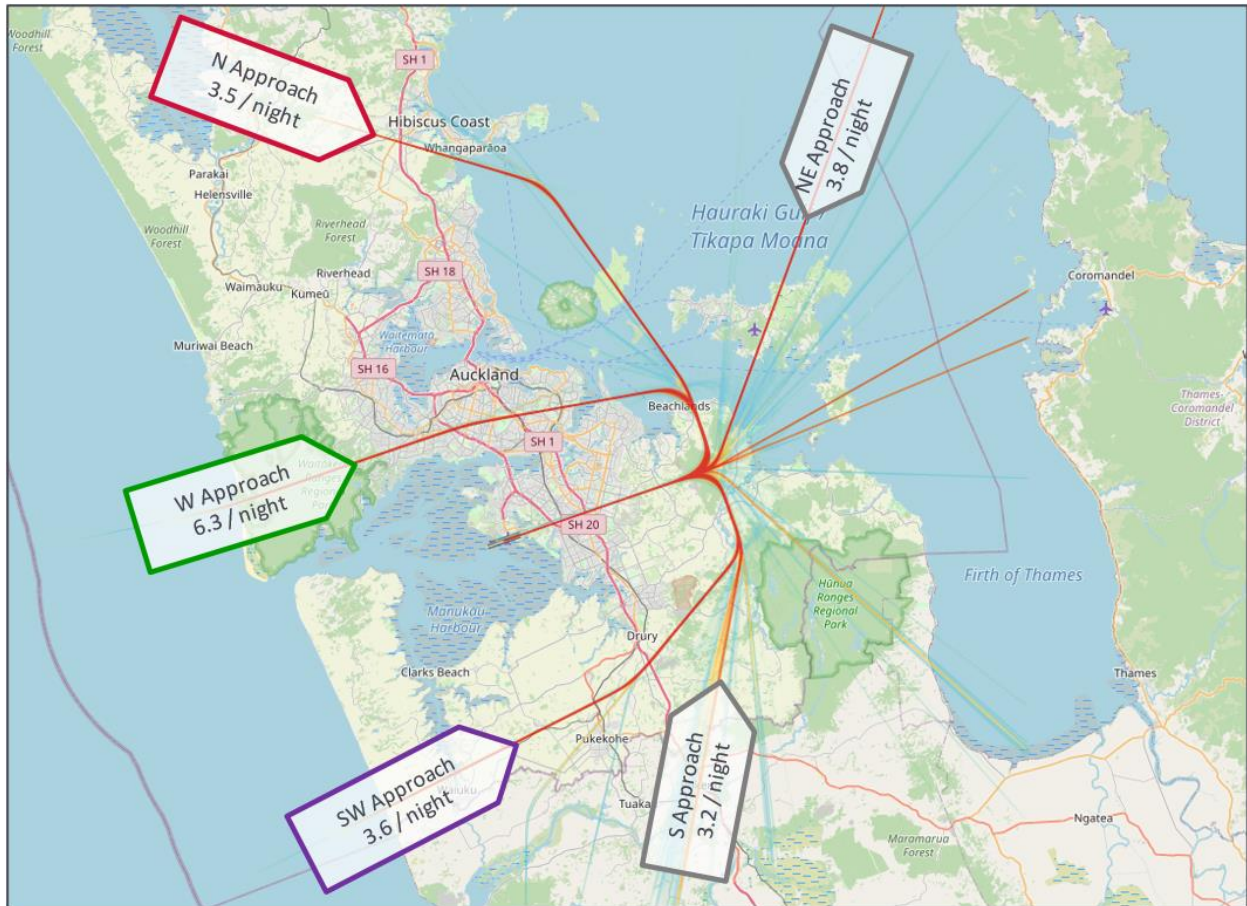 Woodhill
Forest
N Approach
3.5 / night
SH 1
Hibiscus Coast
Whangaparāoa
Parakai
Helensville
NE Approach
3.8 / night
Hauraki Gulf /
Tīkapa Moana
Woodhill
Forest
Riverhead
Forest
Riverhead
SH 18
Waimauku
Kumeū
Coromandel
Muriwai Beach
Waitematā
Harbour
SH 16
Auckland
Beachlands
Thames-
Coromandel
District
SH 1
W Approach
6.3 / night
Regional
SH 20
Firth of Thames
Hūnua
Ranges
Regional
Park
Manukau
Harbour
Drury
Clarks Beach
Thames
Pukekohe
SW Approach
3.6 / night
Waiuku
S Approach
3.2 / night
Tuaka
Ngatea
Maramarua
Forest